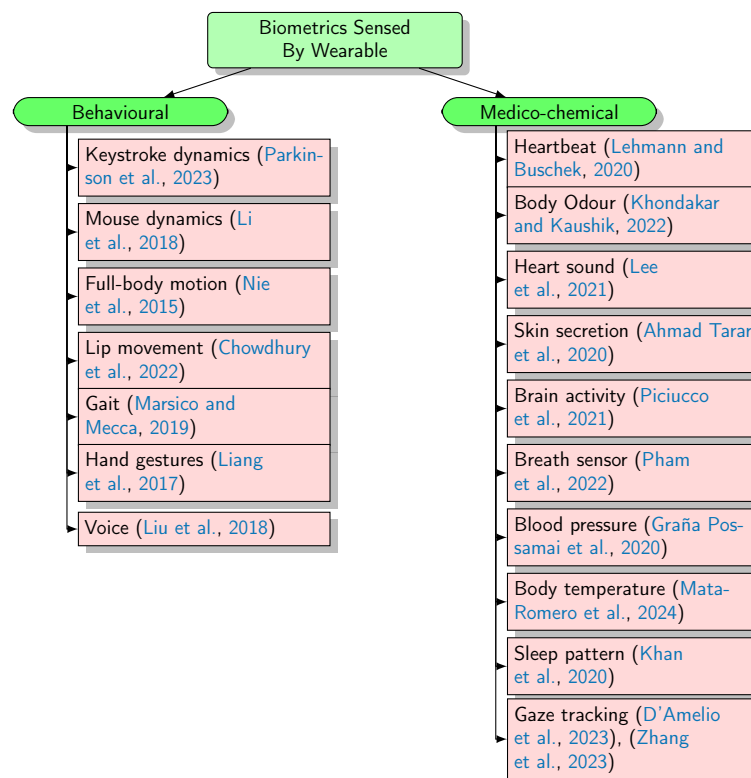 Biometrics Sensed
By Wearable
Behavioural
Keystroke dynamics (Parkin-
son et al., 2023)
Mouse dynamics (Li
et al., 2018)
Full-body motion (Nie
et al., 2015)
Lip movement (Chowdhury
et al., 2022)
Gait (Marsico and
Mecca, 2019)
Hand gestures (Liang
et al., 2017)
Voice (Liu et al., 2018)
Medico-chemical
Heartbeat (Lehmann and
Buschek, 2020)
Body Odour (Khondakar
and Kaushik, 2022)
Heart sound (Lee
et al., 2021)
Skin secretion (Ahmad Tarar
et al., 2020)
Brain activity (Piciucco
et al., 2021)
Breath sensor (Pham
et al., 2022)
Blood pressure (Graña Pos-
samai et al., 2020)
Body temperature (Mata-
Romero et al., 2024)
Sleep pattern (Khan
et al., 2020)
Gaze tracking (D'Amelio
et al., 2023), (Zhang
et al., 2023)